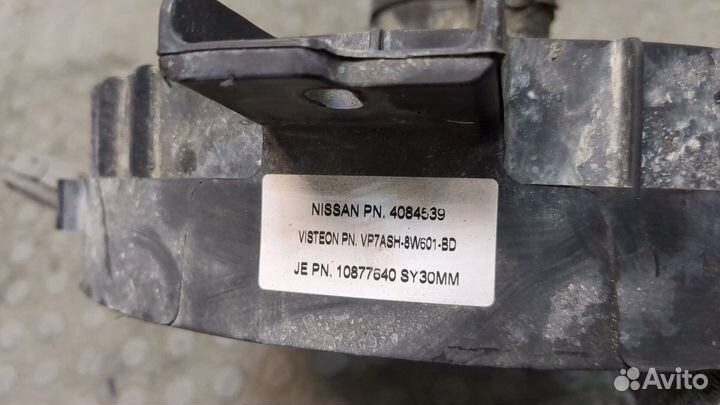 NISSAN PN. 4084539
VISTEON PN. VP7ASH-8W601-BD
JE PN. 10877640 SY30MM
Avito